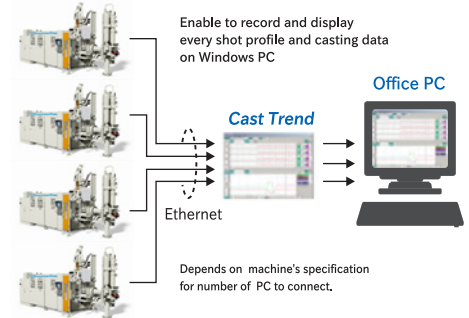 Enable to record and display
every shot profile and casting data
on Windows PC
Office PC
Cast Trend
Ethernet
Depends on machine's specification
for number of PC to connect.